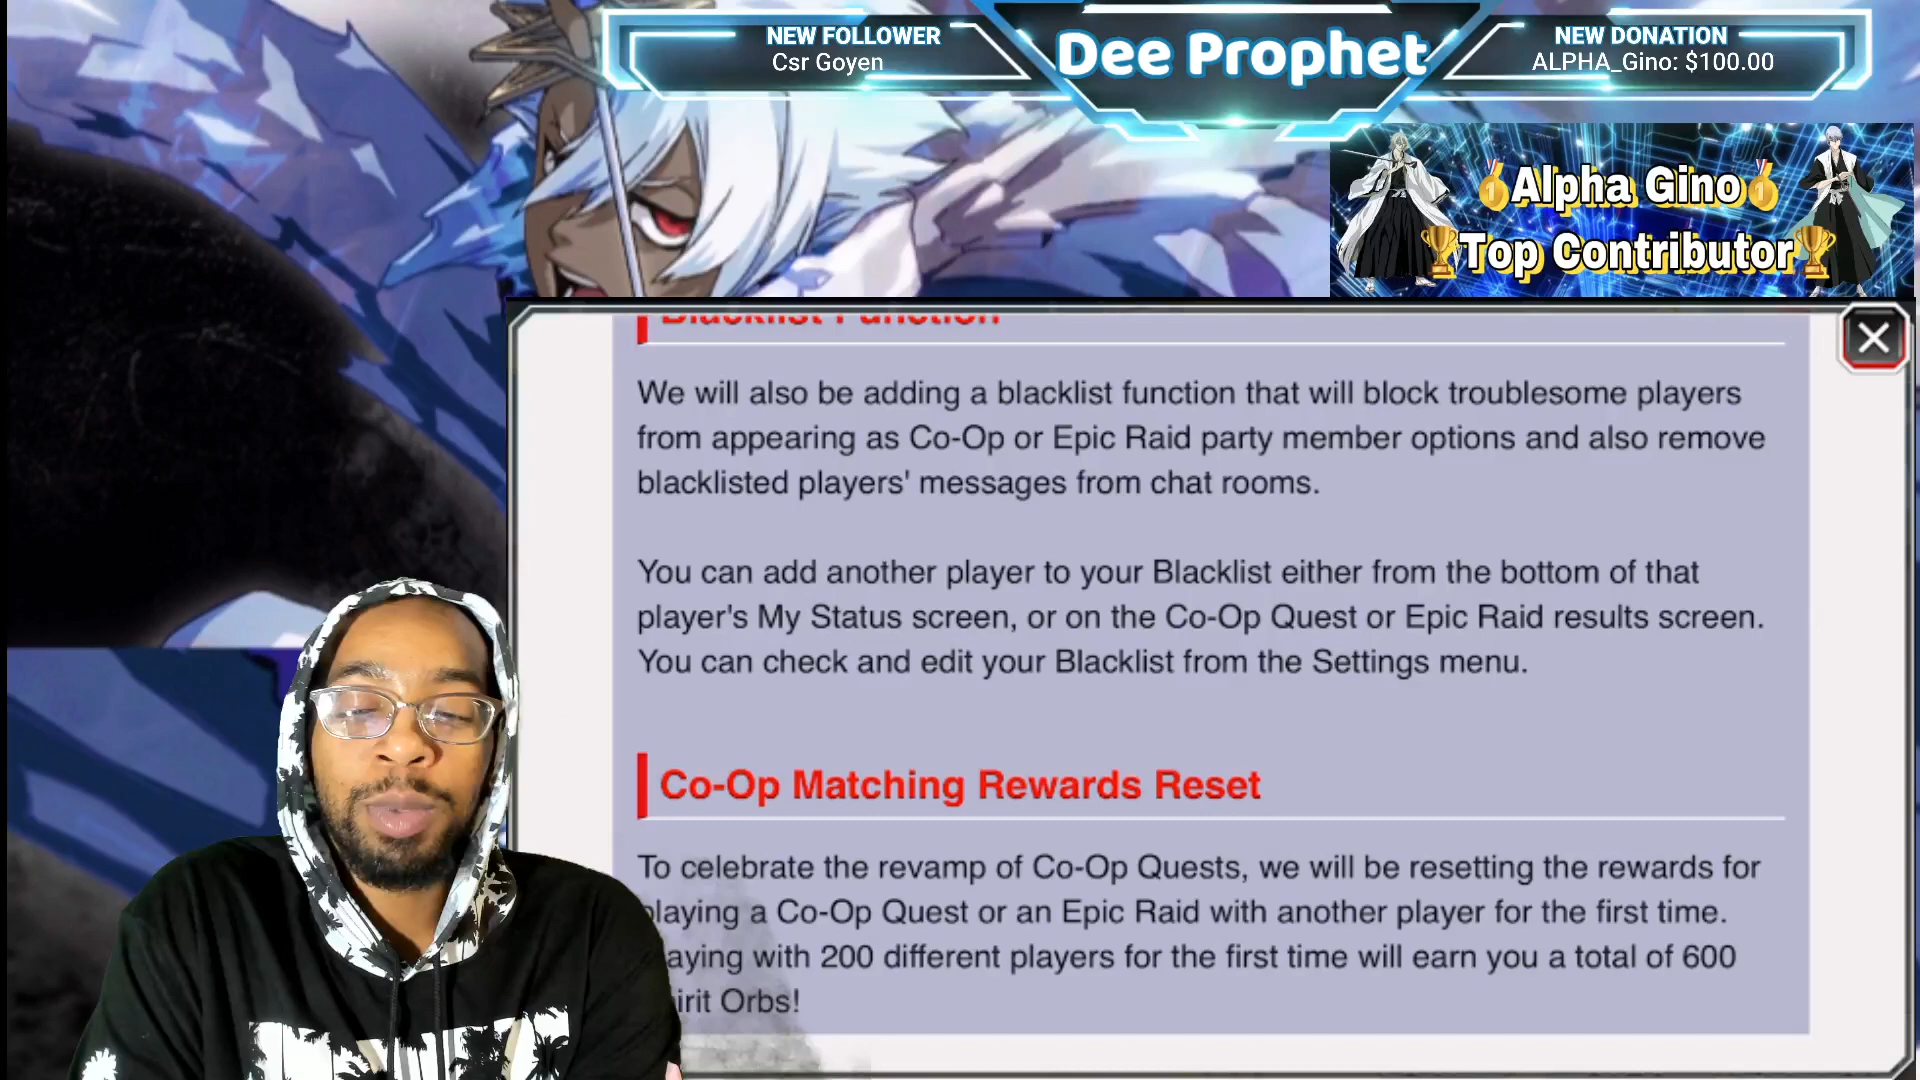 NEW FOLLOWER
Csr Goyen
Dee Prophet
NEW DONATION
ALPHA_Gino: $100.00
Alpha Gino
Top Contributor
Blacklist Function
We will also be adding a blacklist function that will block troublesome players
from appearing as Co-Op or Epic Raid party member options and also remove
blacklisted players' messages from chat rooms.
You can add another player to your Blacklist either from the bottom of that
player's My Status screen, or on the Co-Op Quest or Epic Raid results screen.
You can check and edit your Blacklist from the Settings menu.
Co-Op Matching Rewards Reset
To celebrate the revamp of Co-Op Quests, we will be resetting the rewards for
playing a Co-Op Quest or an Epic Raid with another player for the first time.
aying with 200 different players for the first time will earn you a total of 600
irit Orbs!